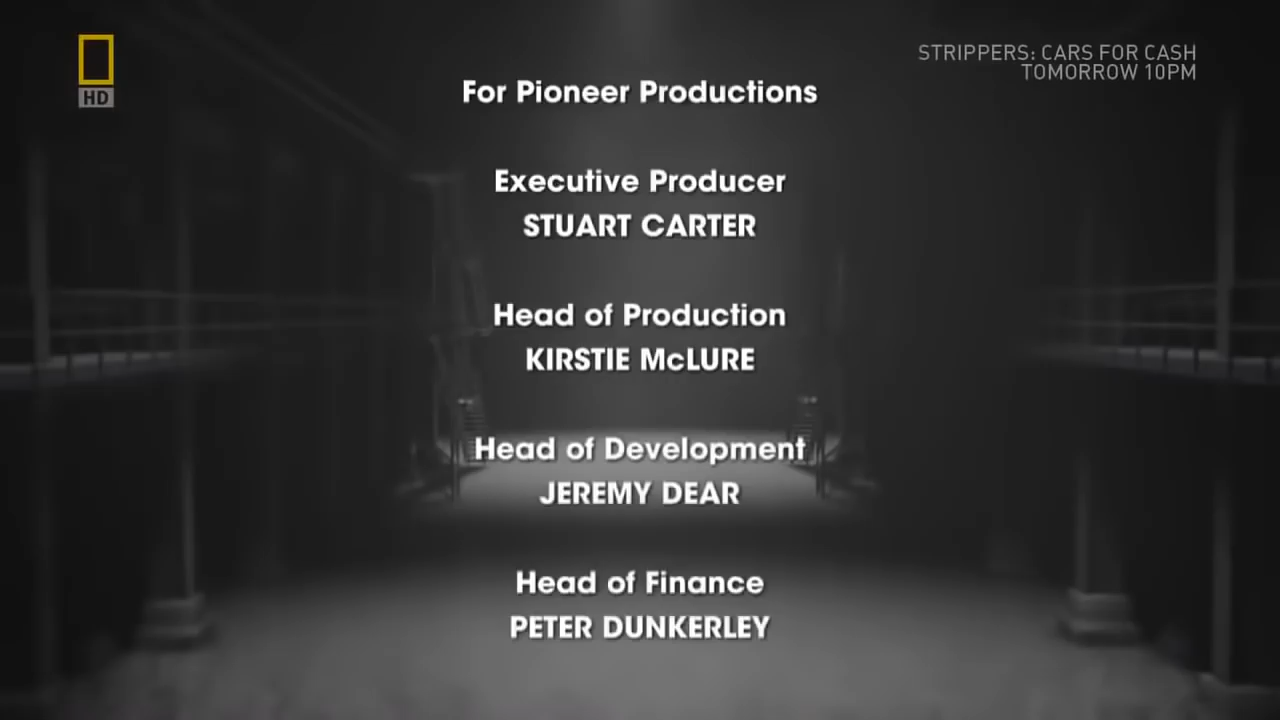 HD
STRIPPERS: CARS FOR CASH
TOMORROW 10PM
For Pioneer Productions
Executive Producer
STUART CARTER
Head of Production
KIRSTIE McLURE
Head of Development
JEREMY DEAR
Head of Finance
PETER DUNKERLEY